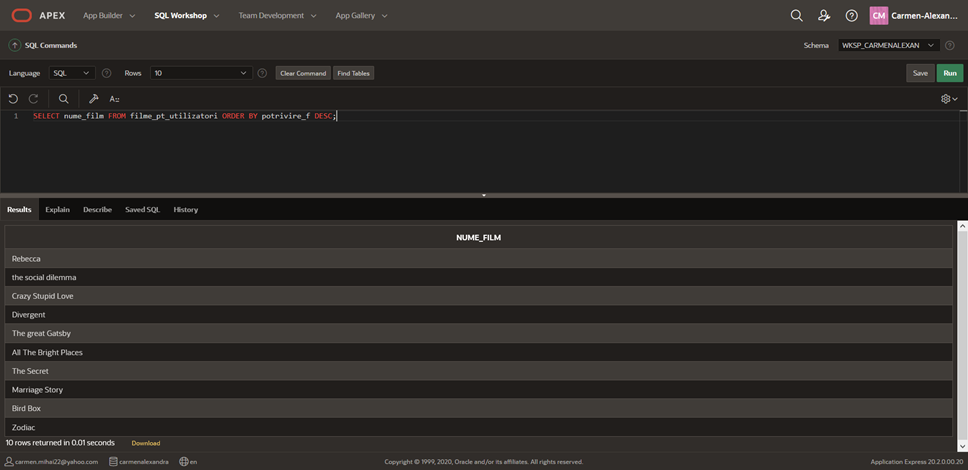 APEX App Builder SQL Workshop Team Development App Gallery CM Carmen-Alexan...
SQL Commands Schema WKSP_CARMENALEXAN
Language SQL Rows 10 Clear Command Find Tables Save Run
A::
1 SELECT nume_film FROM filme_pt_utilizatori ORDER BY potrivire_f DESC;
Results Explain Describe Saved SQL History
NUME_FILM
Rebecca
the social dilemma
Crazy Stupid Love
Divergent
The great Gatsby
All The Bright Places
The Secret
Marriage Story
Bird Box
Zodiac
10 rows returned in 0.01 seconds Download
carmen.mihai22@yahoo.com carmenalexandra en Copyright © 1999, 2020, Oracle and/or its affiliates. All rights reserved. Application Express 20.2.0.00.20